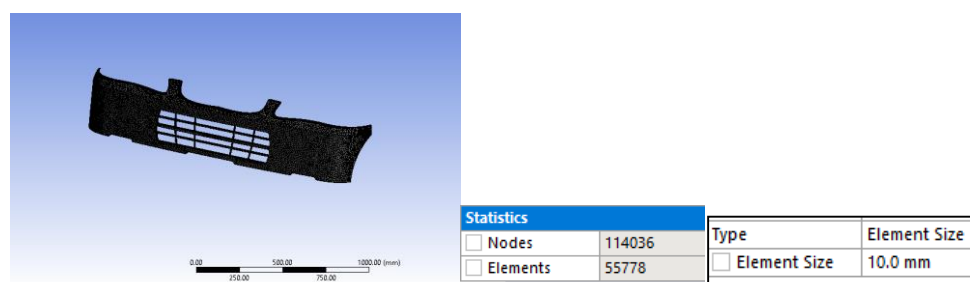 0.00 500.00 1000.00 (mm)
250.00 750.00
Statistics
Nodes 114036
Elements 55778
Type Element Size
Element Size 10.0 mm